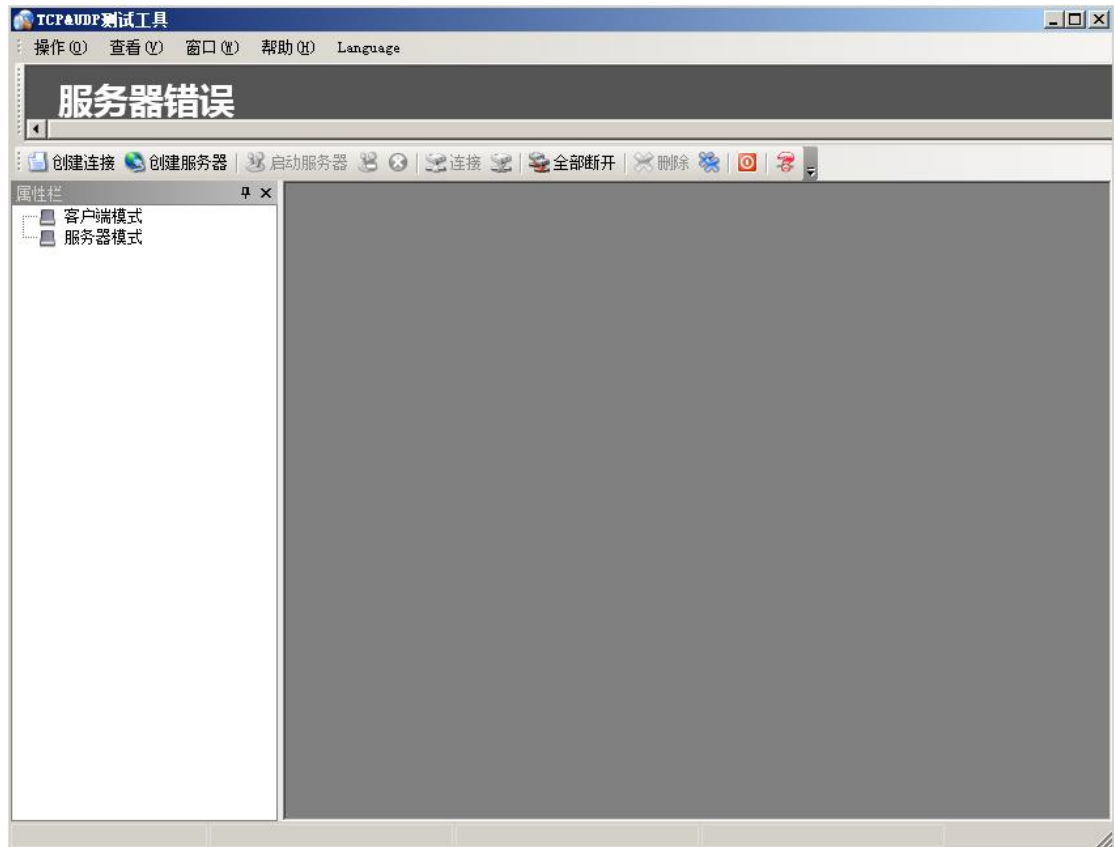 TCP&UDP测试工具
操作(O) 查看(V) 窗口(W) 帮助(H) Language
服务器错误
创建连接 创建服务器 启动服务器 连接 全部断开 删除
属性栏
客户端模式
服务器模式